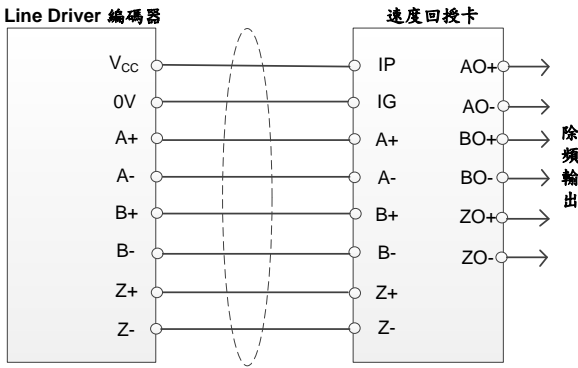 Line Driver 編碼器
速度回授卡
V_CC
0V
A+
A-
B+
B-
Z+
Z-
IP
IG
A+
A-
B+
B-
Z+
Z-
AO+
AO-
BO+
BO-
ZO+
ZO-
除頻輸出